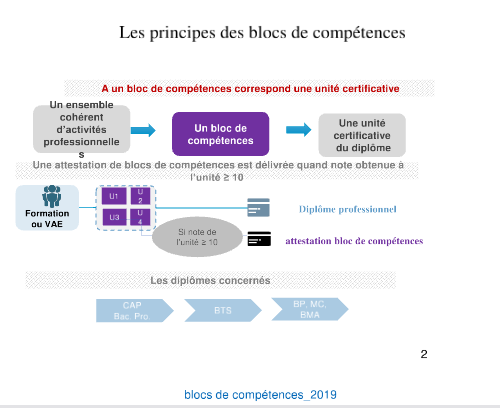 Les principes des blocs de compétences
A un bloc de compétences correspond une unité certificative
Un ensemble
cohérent
d'activités
professionnelle
s
Un bloc de
compétences
Une unité
certificative
du diplôme
Une attestation de blocs de compétences est délivrée quand note obtenue à
l'unité ≥ 10
Formation
ou VAE
U1
U
2
U3
U
4
Si note de
l'unité ≥ 10
Diplôme professionnel
attestation bloc de compétences
Les diplômes concernés
CAP
Bac. Pro.
BTS
BP, MC,
BMA
2
blocs de compétences_2019